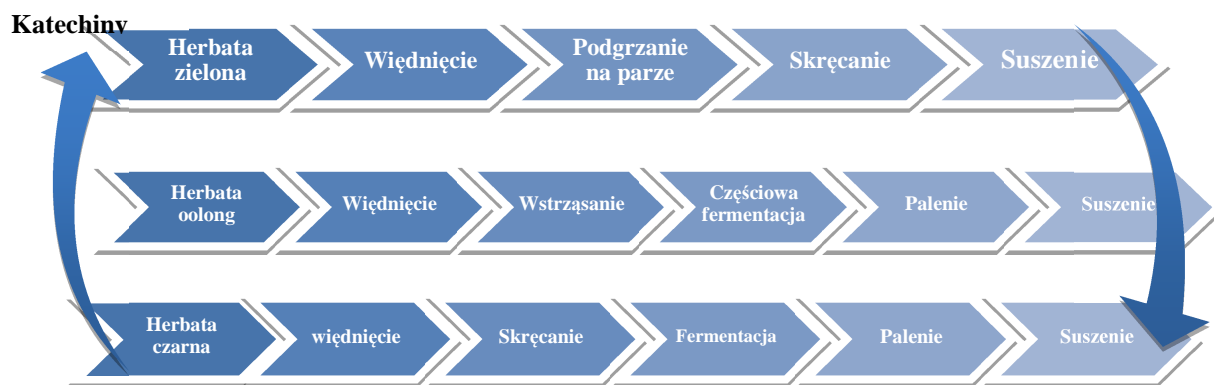 Katechiny
Herbata
zielona
Więdnięcie
Podgrzanie
na parze
Skręcanie
Suszenie
Herbata
oolong
Więdnięcie
Wstrząsanie
Częściowa
fermentacja
Palenie
Suszenie
Herbata
czarna
więdnięcie
Skręcanie
Fermentacja
Palenie
Suszenie